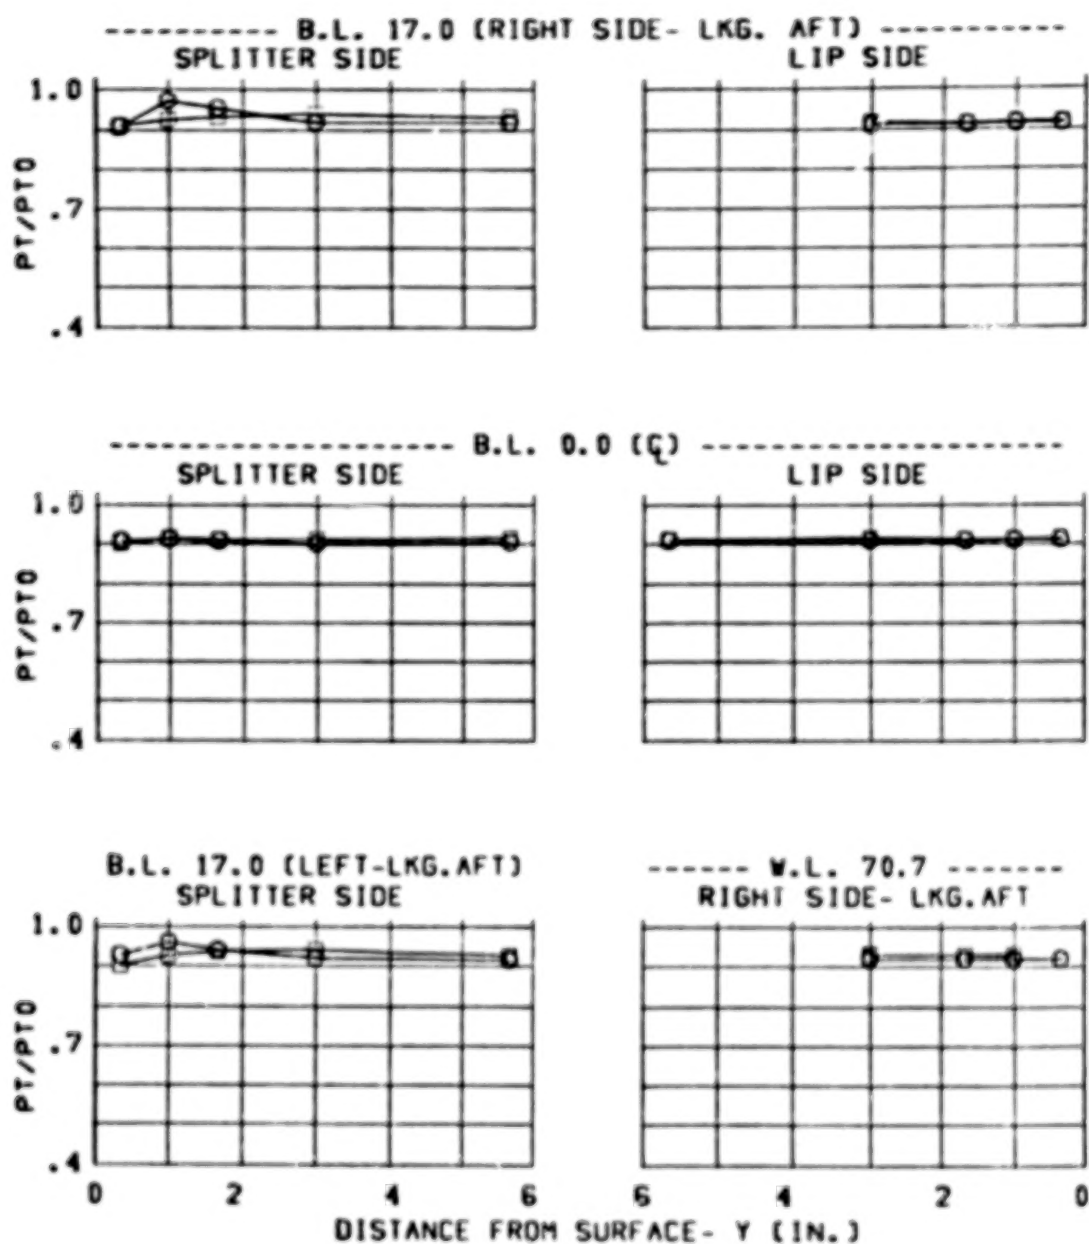 ---------- B.L. 17.0 (RIGHT SIDE- LKG. AFT) ----------
SPLITTER SIDE
LIP SIDE
1.0
.7
.4
PT/PTO
-------------------- B.L. 0.0 (℄) --------------------
SPLITTER SIDE
LIP SIDE
1.0
.7
.4
PT/PTO
B.L. 17.0 (LEFT-LKG.AFT)
SPLITTER SIDE
------ W.L. 70.7 ------
RIGHT SIDE- LKG.AFT
1.0
.7
.4
PT/PTO
0 2 4 6
6 4 2 0
DISTANCE FROM SURFACE- Y (IN.)